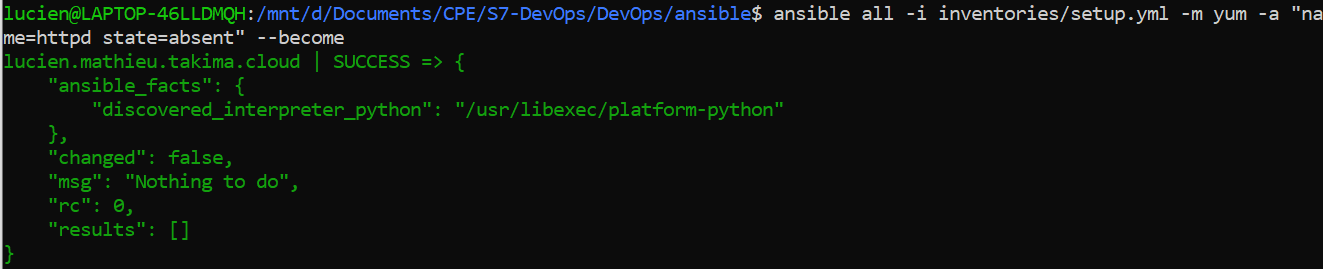 lucien@LAPTOP-46LLDMQH:/mnt/d/Documents/CPE/S7-DevOps/DevOps/ansible$ ansible all -i inventories/setup.yml -m yum -a "na
me=httpd state=absent" --become
lucien.mathieu.takima.cloud | SUCCESS => {
    "ansible_facts": {
        "discovered_interpreter_python": "/usr/libexec/platform-python"
    },
    "changed": false,
    "msg": "Nothing to do",
    "rc": 0,
    "results": []
}